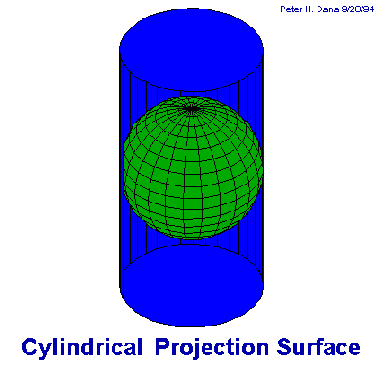 Peter H. Dana 9/20/94
Cylindrical Projection Surface